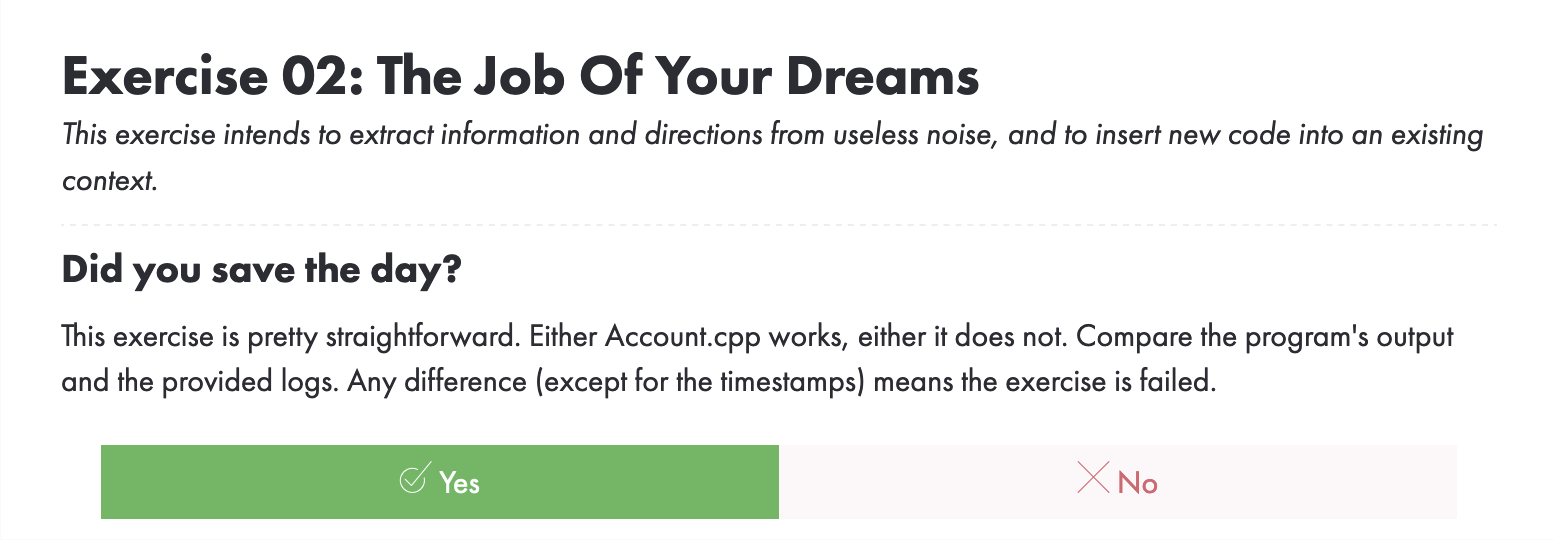 Exercise 02: The Job Of Your Dreams
This exercise intends to extract information and directions from useless noise, and to insert new code into an existing
context.
Did you save the day?
This exercise is pretty straightforward. Either Account.cpp works, either it does not. Compare the program's output
and the provided logs. Any difference (except for the timestamps) means the exercise is failed.
Yes
No